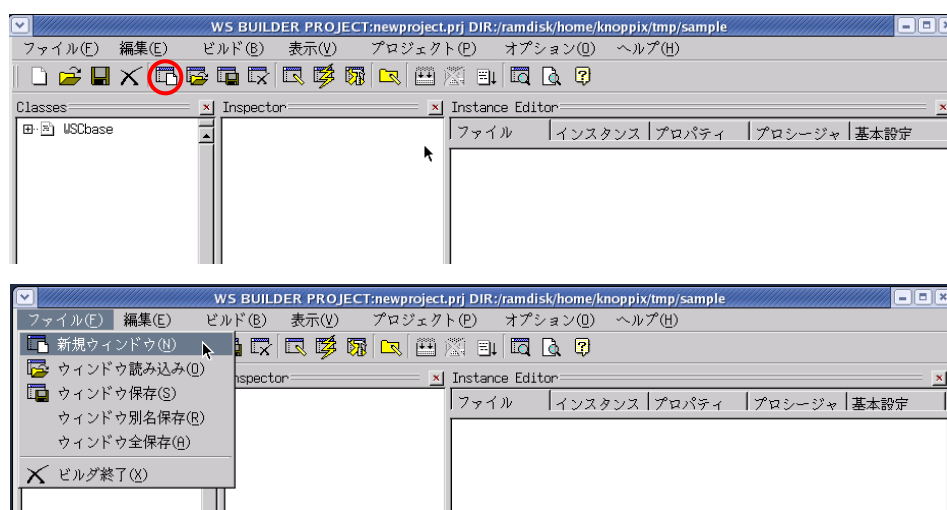 WS BUILDER PROJECT:newproject.prj DIR:/ramdisk/home/knoppix/tmp/sample
ファイル(F) 編集(E) ビルド(B) 表示(V) プロジェクト(P) オプション(O) ヘルプ(H)
Classes Inspector Instance Editor
WSCbase
ファイル インスタンス プロパティ プロシージャ 基本設定
WS BUILDER PROJECT:newproject.prj DIR:/ramdisk/home/knoppix/tmp/sample
ファイル(F) 編集(E) ビルド(B) 表示(V) プロジェクト(P) オプション(O) ヘルプ(H)
新規ウィンドウ(N)
ウィンドウ読み込み(O)
ウィンドウ保存(S)
ウィンドウ別名保存(R)
ウィンドウ全保存(A)
ビルダ終了(X)
nspector Instance Editor
ファイル インスタンス プロパティ プロシージャ 基本設定